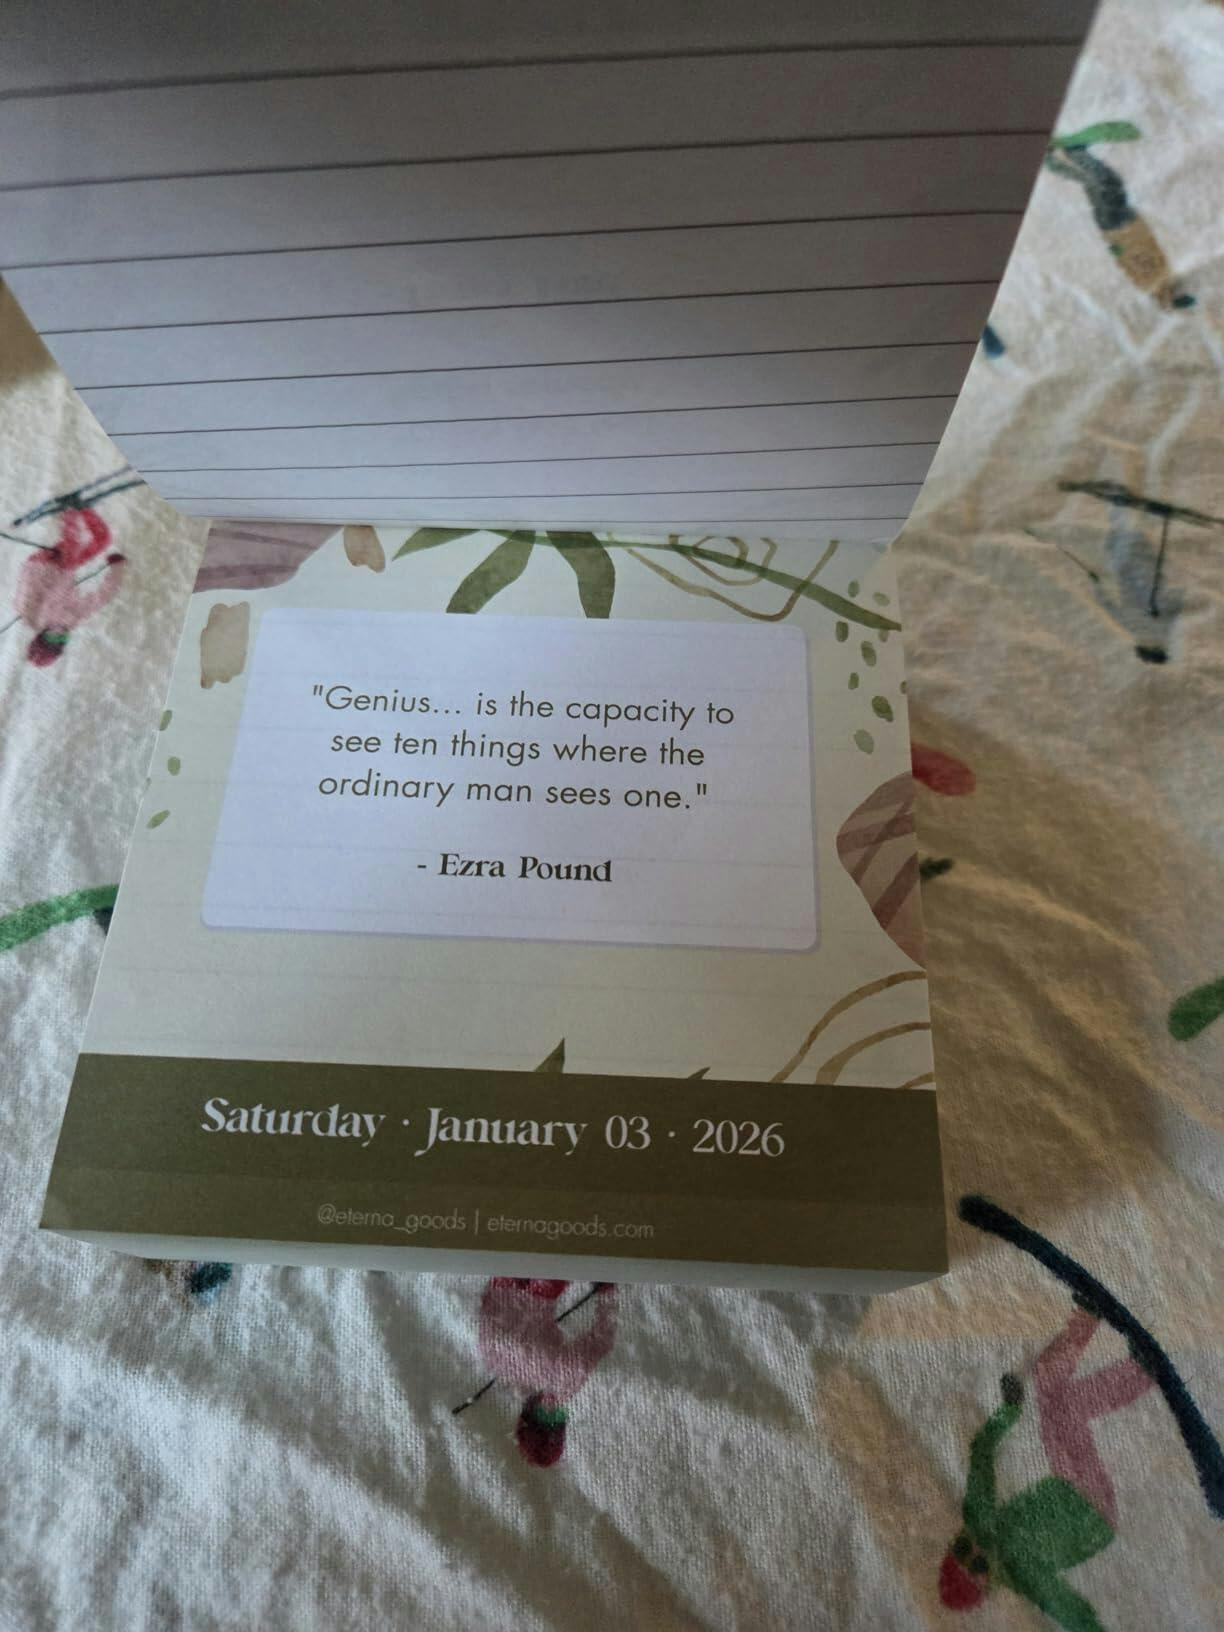 "Genius... is the capacity to
see ten things where the
ordinary man sees one."
- Ezra Pound
Saturday · January 03 · 2026
@eterna_goods | eternagoods.com